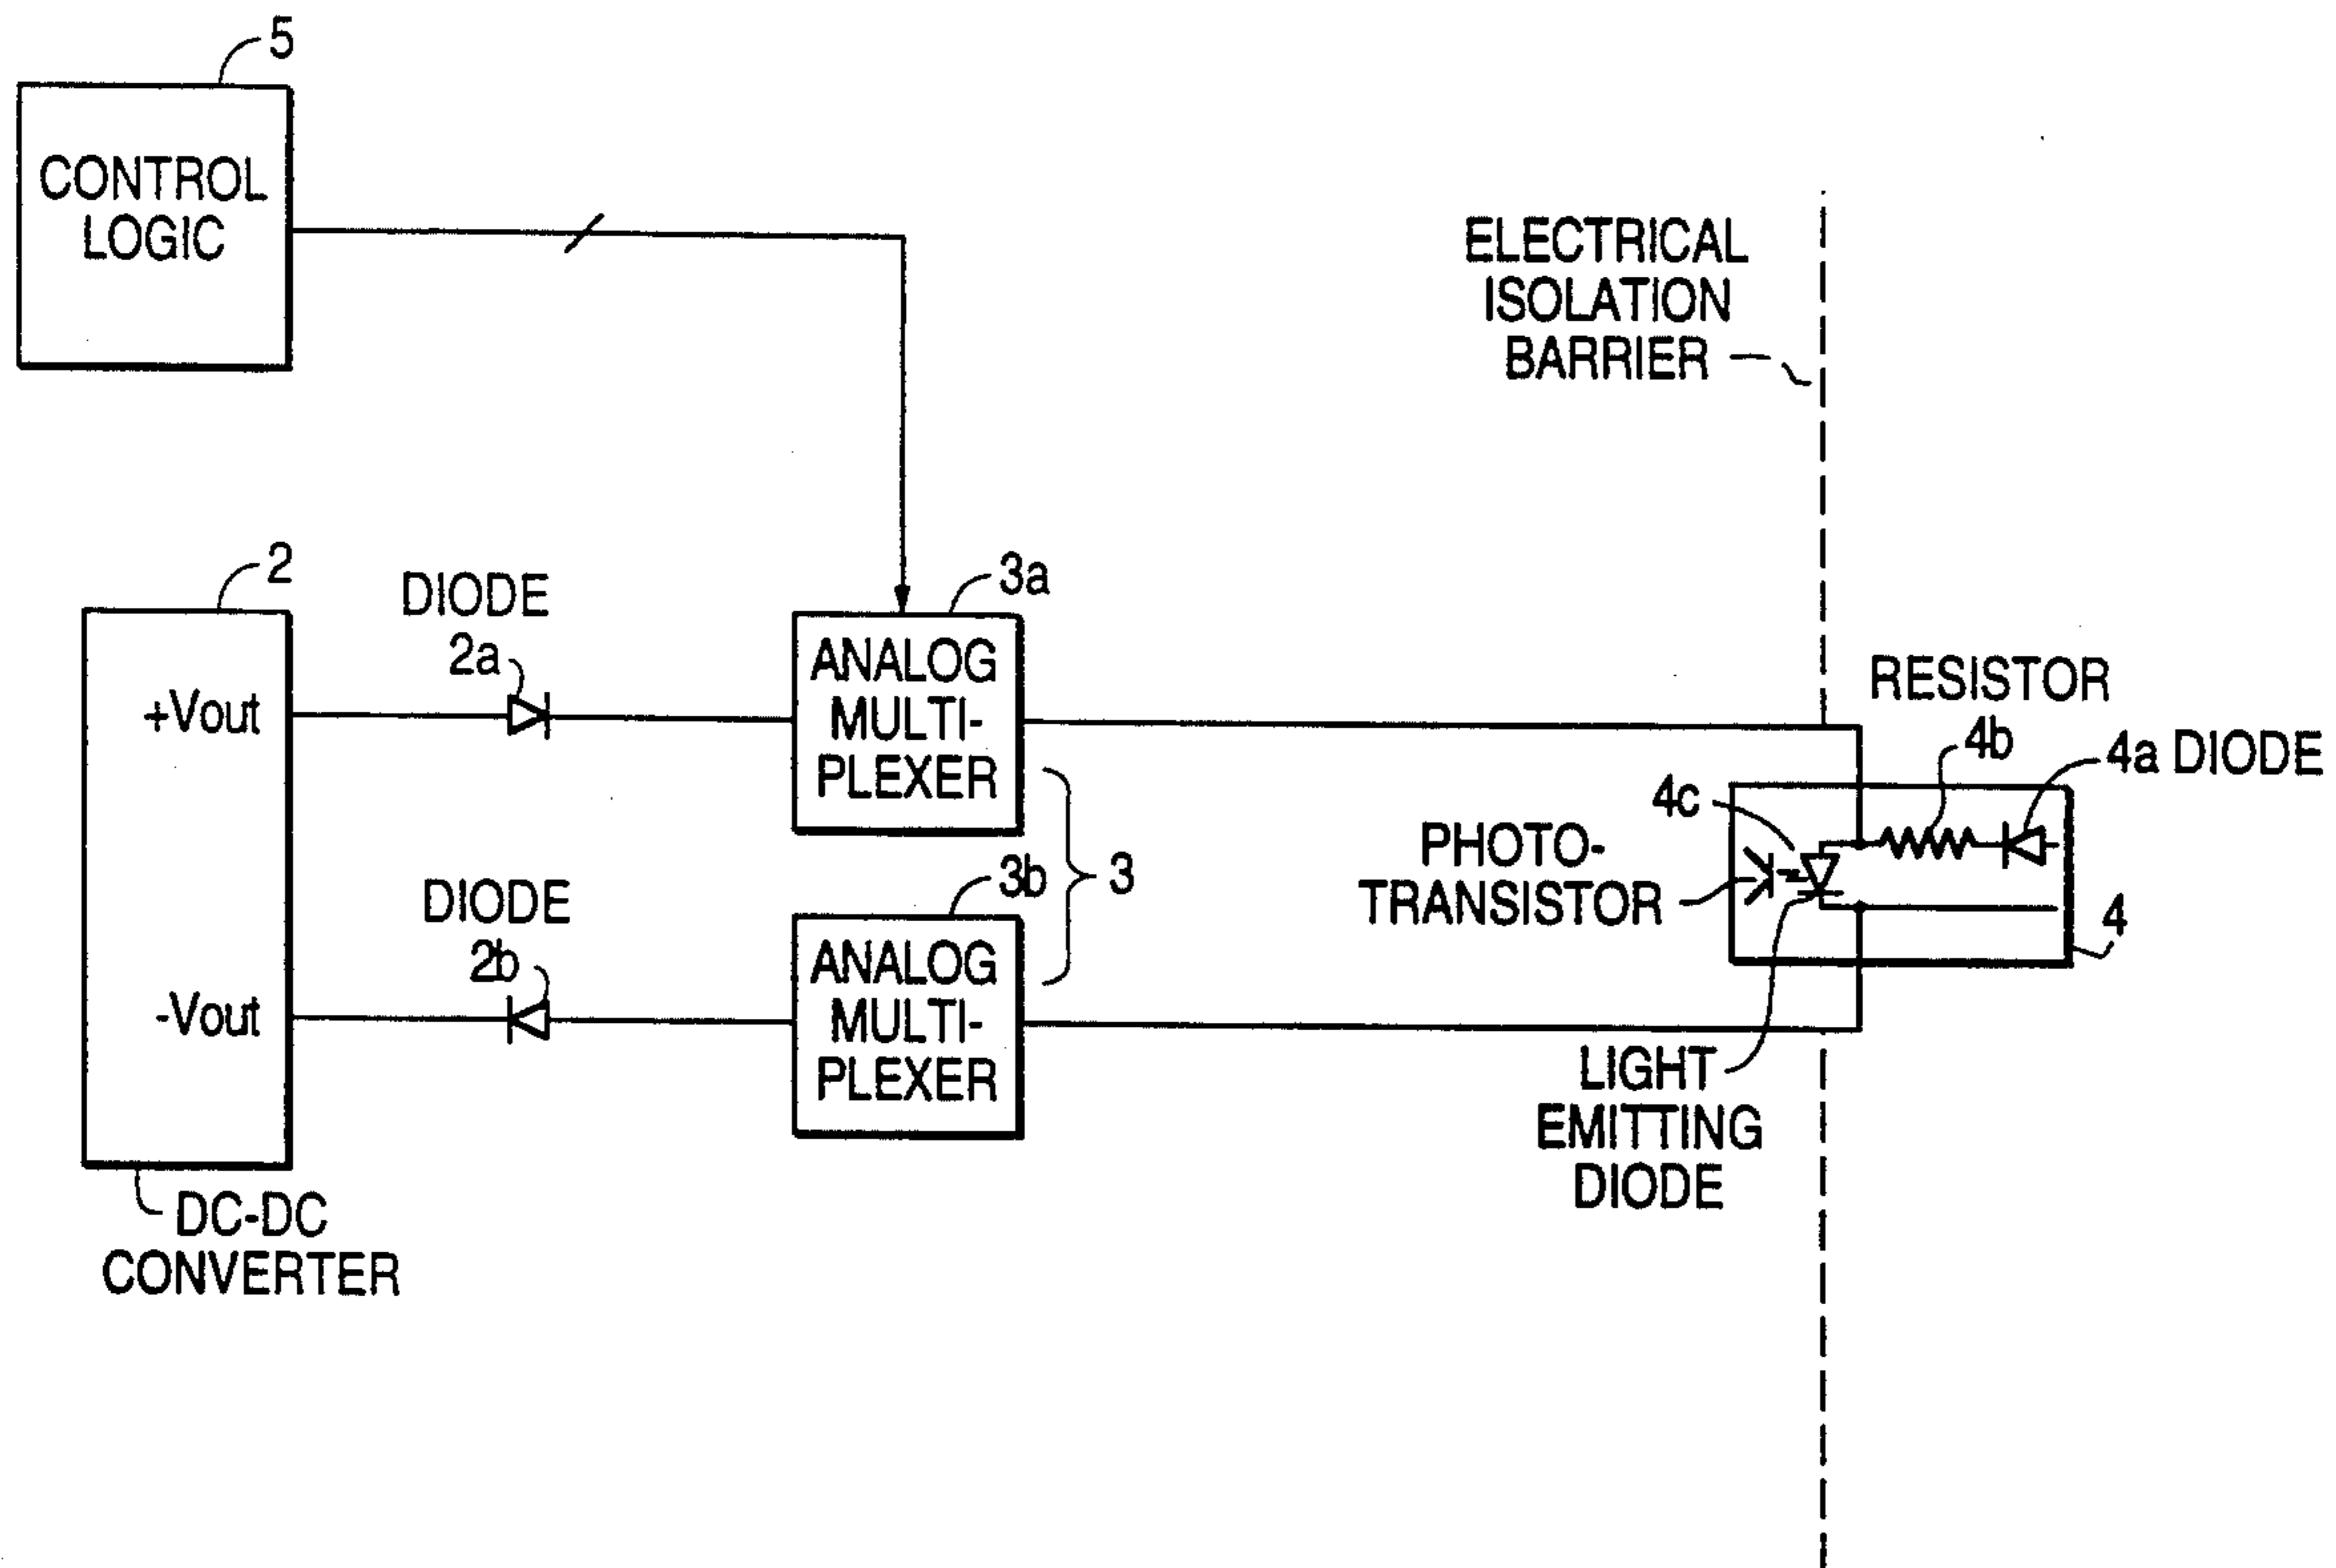 5
CONTROL
LOGIC
ELECTRICAL
ISOLATION
BARRIER
2
DIODE
2a
3a
+Vout
ANALOG
MULTI-
PLEXER
RESISTOR
4b
4a DIODE
4c
PHOTO-
TRANSISTOR
3
3b
DIODE
2b
4
-Vout
ANALOG
MULTI-
PLEXER
LIGHT
EMITTING
DIODE
DC-DC
CONVERTER